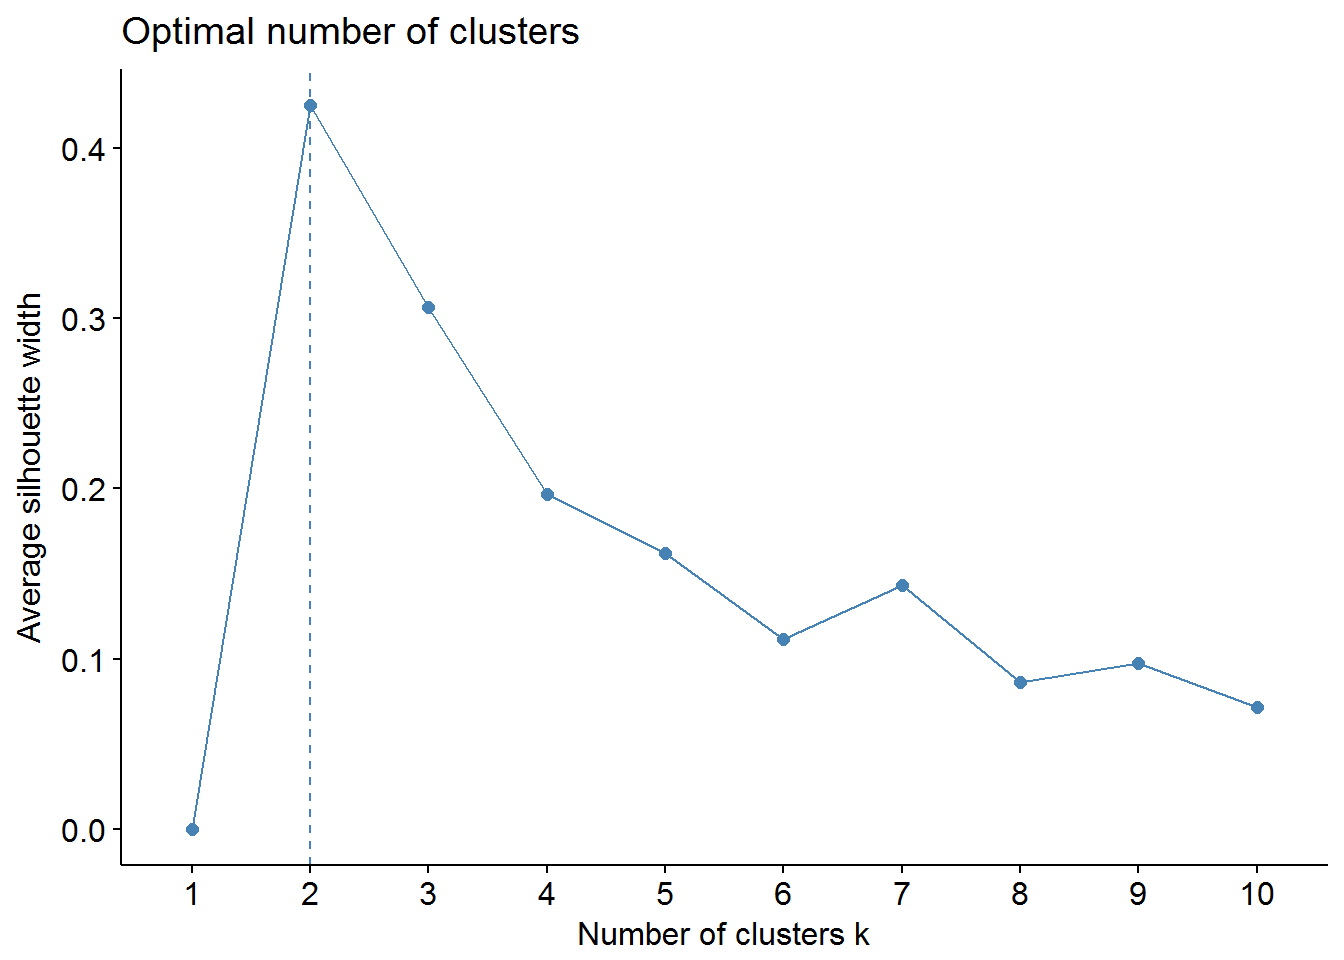 Optimal number of clusters
Average silhouette width
0.4
0.3
0.2
0.1
0.0
1 2 3 4 5 6 7 8 9 10
Number of clusters k